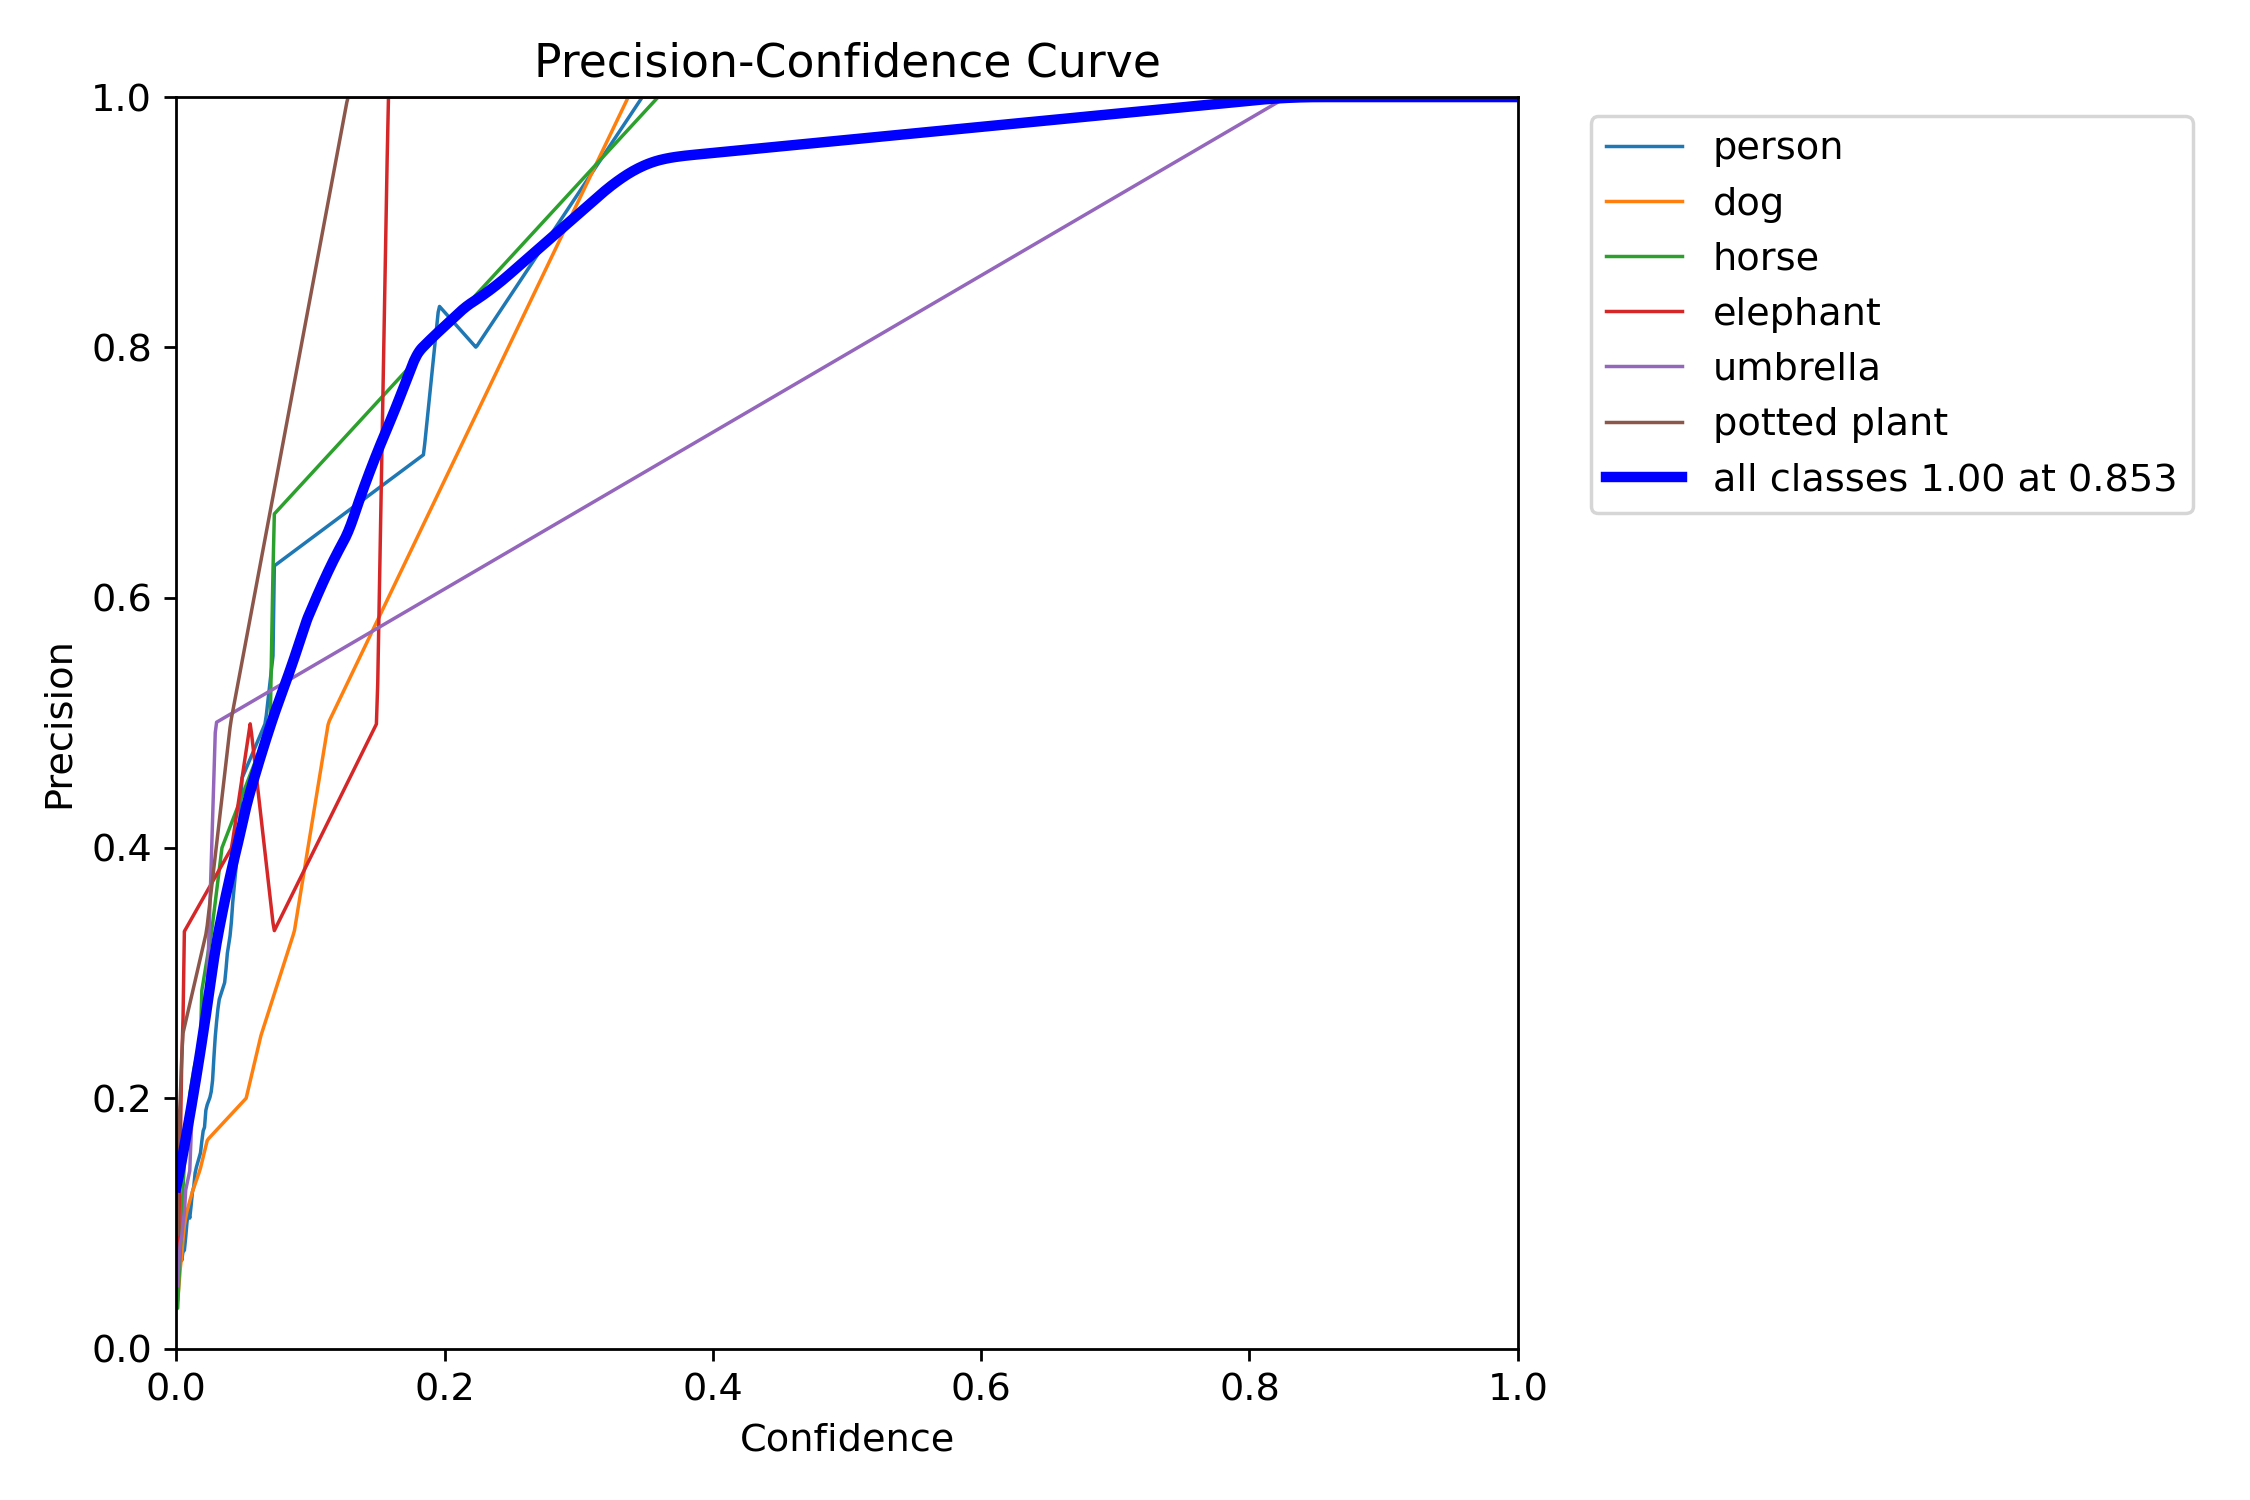 Precision-Confidence Curve
1.0
0.8
0.6
0.4
0.2
0.0
Precision
0.0 0.2 0.4 0.6 0.8 1.0
Confidence
person
dog
horse
elephant
umbrella
potted plant
all classes 1.00 at 0.853